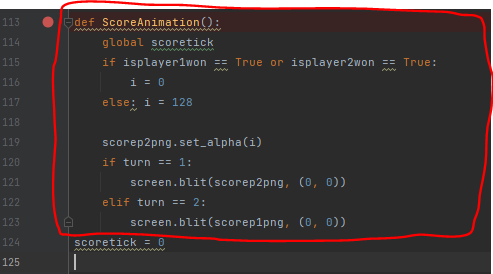 113 def ScoreAnimation():
114 global scoretick
115 if isplayer1won == True or isplayer2won == True:
116 i = 0
117 else: i = 128
118
119 scorep2png.set_alpha(i)
120 if turn == 1:
121 screen.blit(scorep2png, (0, 0))
122 elif turn == 2:
123 screen.blit(scorep1png, (0, 0))
124 scoretick = 0
125